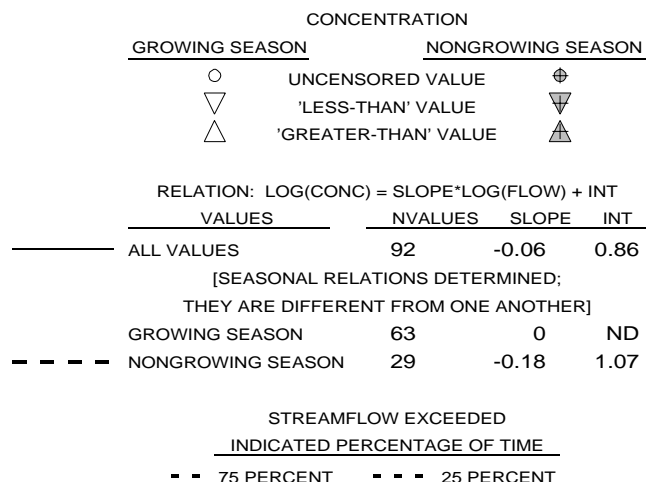 CONCENTRATION
GROWING SEASON NONGROWING SEASON
UNCENSORED VALUE
'LESS-THAN' VALUE
'GREATER-THAN' VALUE
RELATION: LOG(CONC) = SLOPE*LOG(FLOW) + INT
VALUES NVALUES SLOPE INT
ALL VALUES 92 -0.06 0.86
[SEASONAL RELATIONS DETERMINED;
THEY ARE DIFFERENT FROM ONE ANOTHER]
GROWING SEASON 63 0 ND
NONGROWING SEASON 29 -0.18 1.07
STREAMFLOW EXCEEDED
INDICATED PERCENTAGE OF TIME
75 PERCENT 25 PERCENT